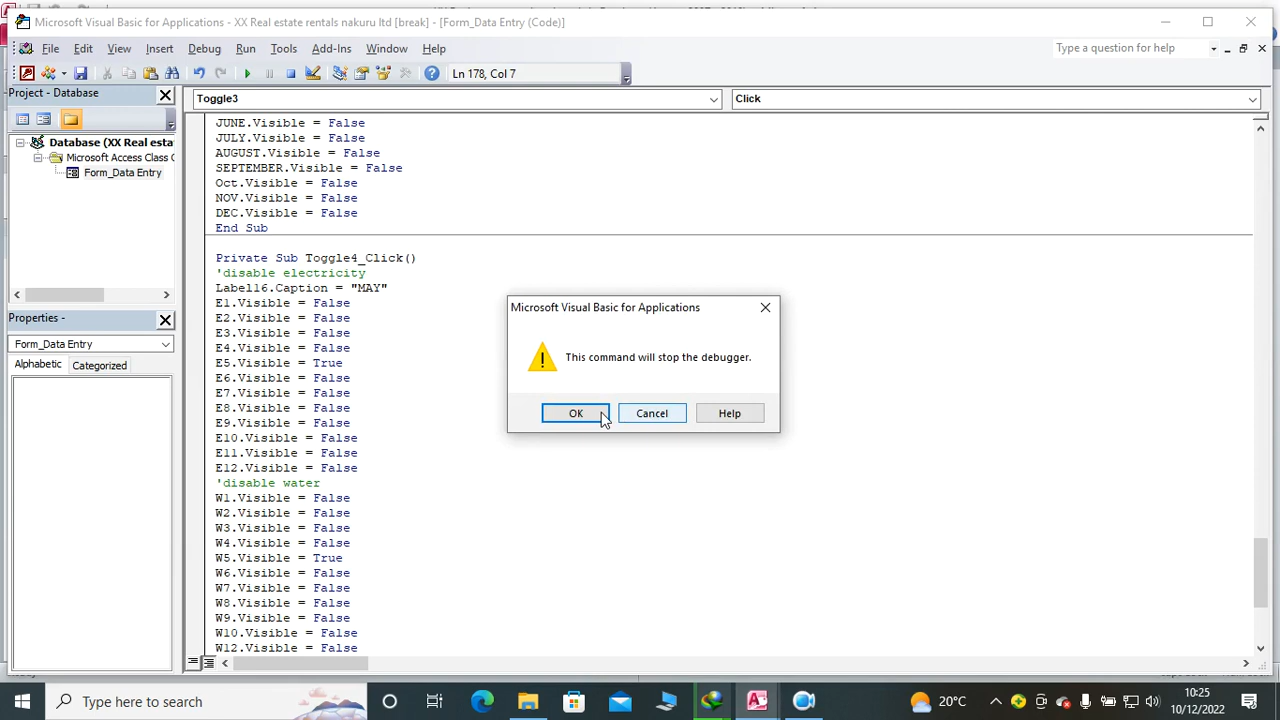 Microsoft Visual Basic for Applications - XX Real estate rentals nakuru ltd [break] - [Form_Data Entry (Code)]
File Edit View Insert Debug Run Tools Add-Ins Window Help
Type a question for help
Ln 178, Col 7
Project - Database
Toggle3
Click
Database (XX Real esta
Microsoft Access Class C
Form_Data Entry
Properties -
Form_Data Entry
Alphabetic Categorized
JUNE.Visible = False
JULY.Visible = False
AUGUST.Visible = False
SEPTEMBER.Visible = False
Oct.Visible = False
NOV.Visible = False
DEC.Visible = False
End Sub
Private Sub Toggle4_Click()
'disable electricity
Label16.Caption = "MAY"
E1.Visible = False
E2.Visible = False
E3.Visible = False
E4.Visible = False
E5.Visible = True
E6.Visible = False
E7.Visible = False
E8.Visible = False
E9.Visible = False
E10.Visible = False
E11.Visible = False
E12.Visible = False
'disable water
W1.Visible = False
W2.Visible = False
W3.Visible = False
W4.Visible = False
W5.Visible = True
W6.Visible = False
W7.Visible = False
W8.Visible = False
W9.Visible = False
W10.Visible = False
W12.Visible = False
Microsoft Visual Basic for Applications
This command will stop the debugger.
OK Cancel Help
Type here to search
20°C
10:25
10/12/2022